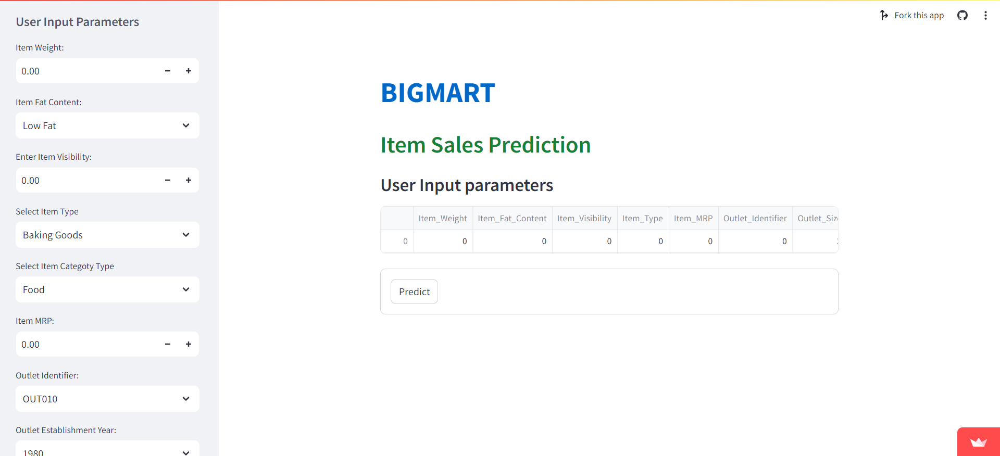 User Input Parameters
Item Weight:
0.00
Item Fat Content:
Low Fat
Enter Item Visibility:
0.00
Select Item Type
Baking Goods
Select Item Categoty Type
Food
Item MRP:
0.00
Outlet Identifier:
OUT010
Outlet Establishment Year:
1980
Fork this app
BIGMART
Item Sales Prediction
User Input parameters
Item_Weight Item_Fat_Content Item_Visibility Item_Type Item_MRP Outlet_Identifier Outlet_Siz
0 0 0 0 0 0 0
Predict